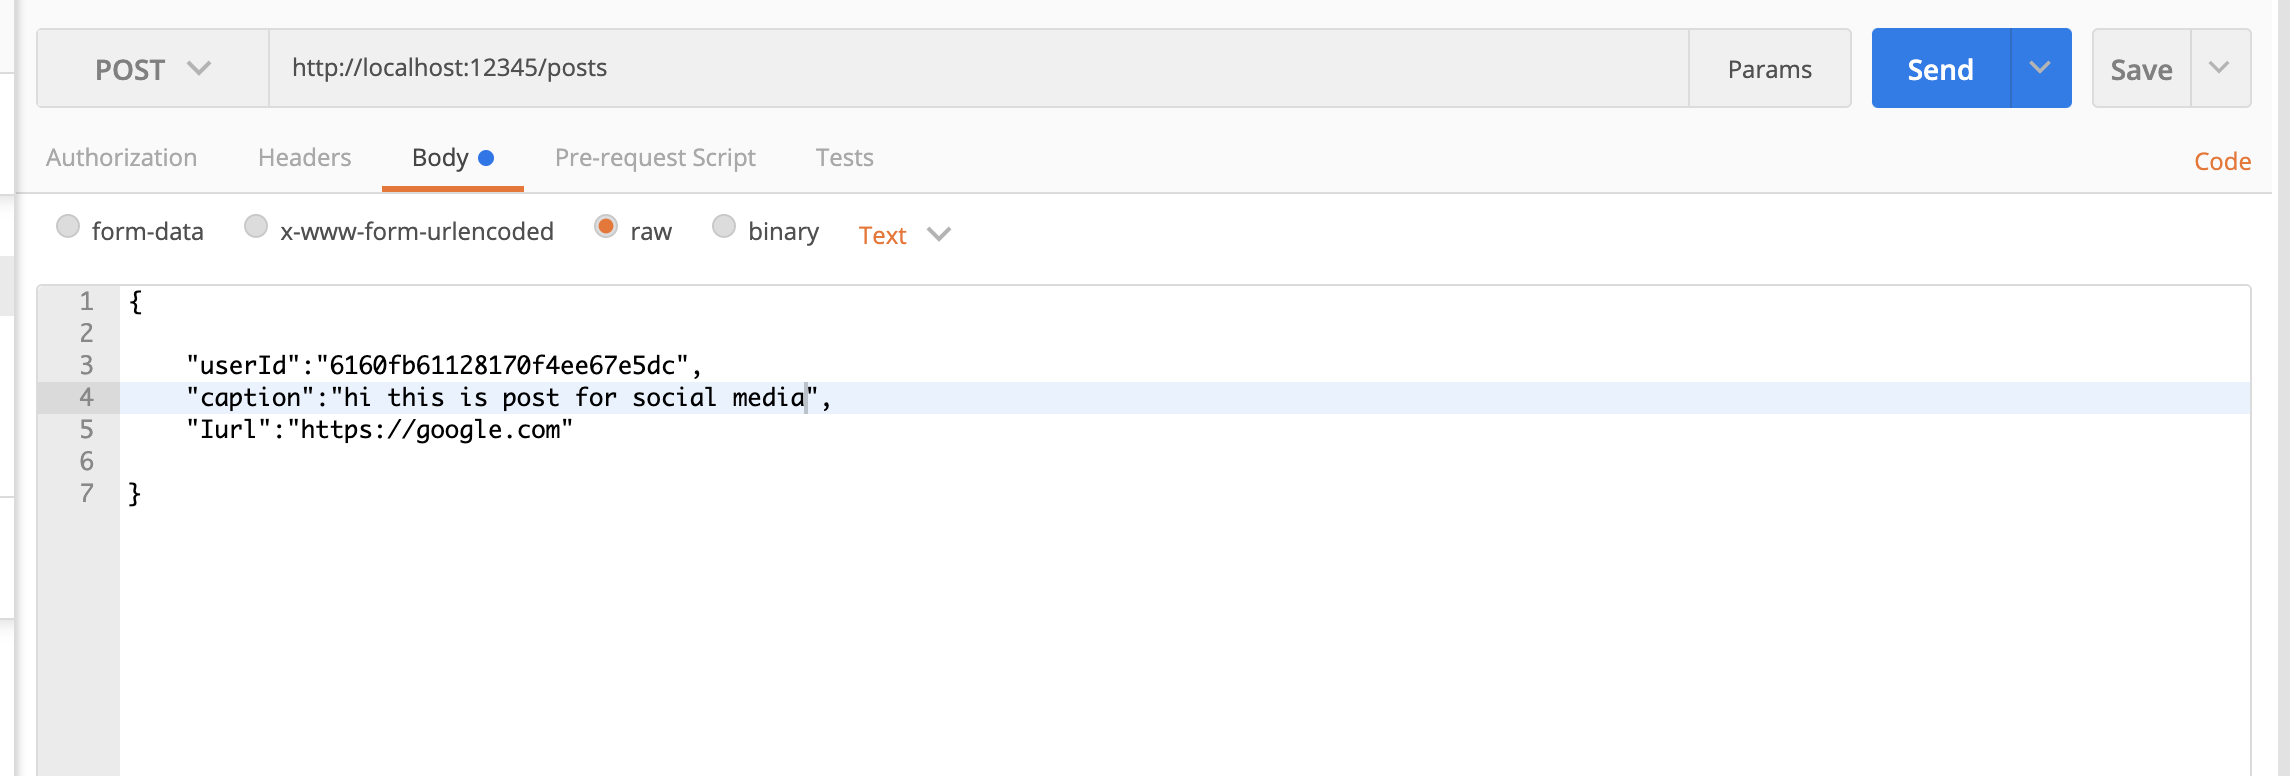 POST http://localhost:12345/posts Params Send Save
Authorization Headers Body Pre-request Script Tests Code
form-data x-www-form-urlencoded raw binary Text
1 {
2
3 "userId":"6160fb61128170f4ee67e5dc",
4 "caption":"hi this is post for social media",
5 "Iurl":"https://google.com"
6
7 }